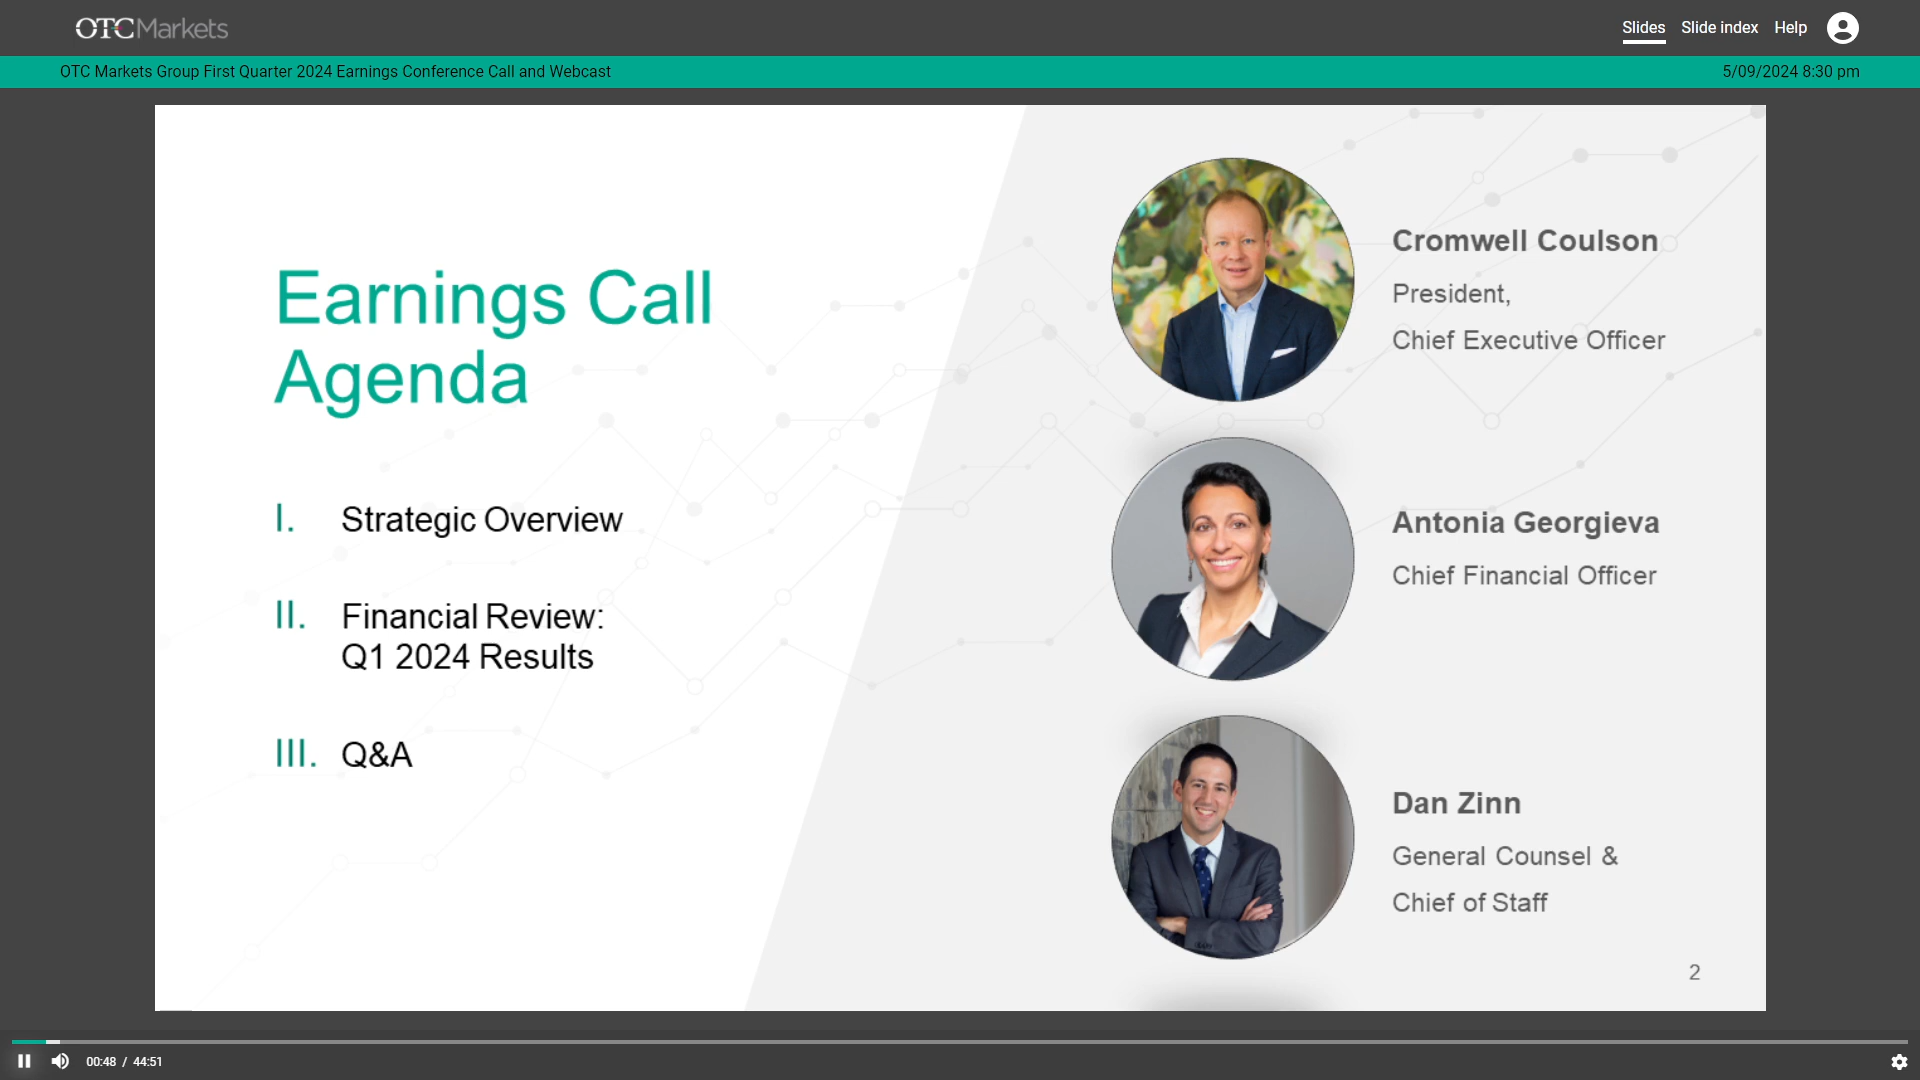 OTCMarkets
Slides Slide index Help
OTC Markets Group First Quarter 2024 Earnings Conference Call and Webcast
5/09/2024 8:30 pm
Earnings Call
Agenda
I. Strategic Overview
II. Financial Review:
Q1 2024 Results
III. Q&A
Cromwell Coulson
President,
Chief Executive Officer
Antonia Georgieva
Chief Financial Officer
Dan Zinn
General Counsel &
Chief of Staff
2
00:48 / 44:51